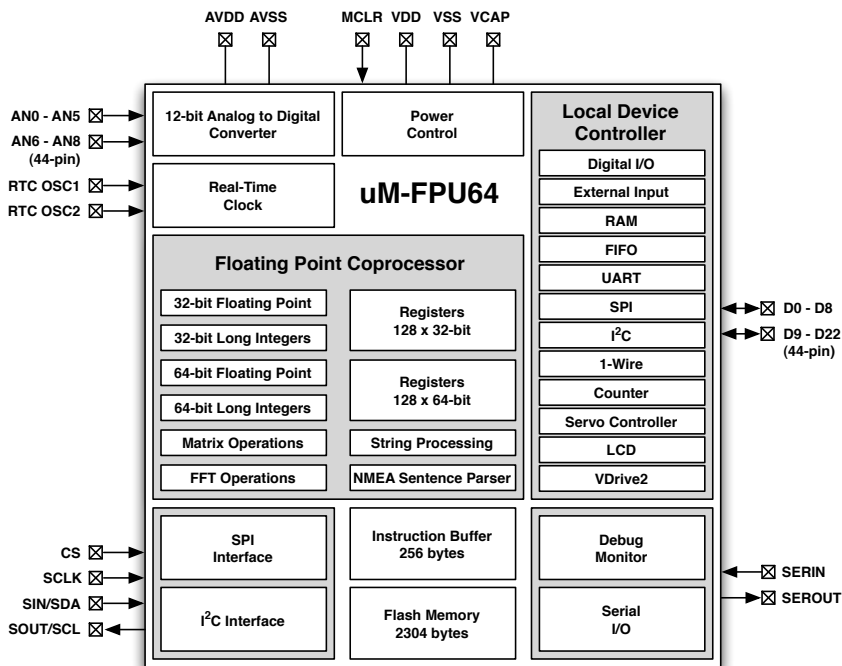 AVDD AVSS MCLR VDD VSS VCAP
AN0 - AN5
AN6 - AN8
(44-pin)
RTC OSC1
RTC OSC2
12-bit Analog to Digital
Converter
Power
Control
Real-Time
Clock
uM-FPU64
Floating Point Coprocessor
32-bit Floating Point
32-bit Long Integers
64-bit Floating Point
64-bit Long Integers
Matrix Operations
FFT Operations
Registers
128 x 32-bit
Registers
128 x 64-bit
String Processing
NMEA Sentence Parser
Local Device
Controller
Digital I/O
External Input
RAM
FIFO
UART
SPI
I²C
1-Wire
Counter
Servo Controller
LCD
VDrive2
D0 - D8
D9 - D22
(44-pin)
CS
SCLK
SIN/SDA
SOUT/SCL
SPI
Interface
I²C Interface
Instruction Buffer
256 bytes
Flash Memory
2304 bytes
Debug
Monitor
Serial
I/O
SERIN
SEROUT